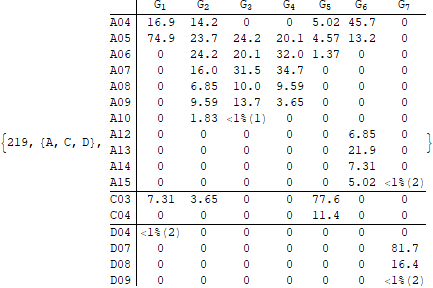 G1 G2 G3 G4 G5 G6 G7
A04 16.9 14.2 0 0 5.02 45.7 0
A05 74.9 23.7 24.2 20.1 4.57 13.2 0
A06 0 24.2 20.1 32.0 1.37 0 0
A07 0 16.0 31.5 34.7 0 0 0
A08 0 6.85 10.0 9.59 0 0 0
A09 0 9.59 13.7 3.65 0 0 0
A10 0 1.83 <1%(1) 0 0 0 0
A12 0 0 0 0 0 6.85 0
{219, {A, C, D}, A13 0 0 0 0 0 21.9 0 }
A14 0 0 0 0 0 7.31 0
A15 0 0 0 0 0 5.02 <1%(2)
C03 7.31 3.65 0 0 77.6 0 0
C04 0 0 0 0 11.4 0 0
D04 <1%(2) 0 0 0 0 0 0
D07 0 0 0 0 0 0 81.7
D08 0 0 0 0 0 0 16.4
D09 0 0 0 0 0 0 <1%(2)